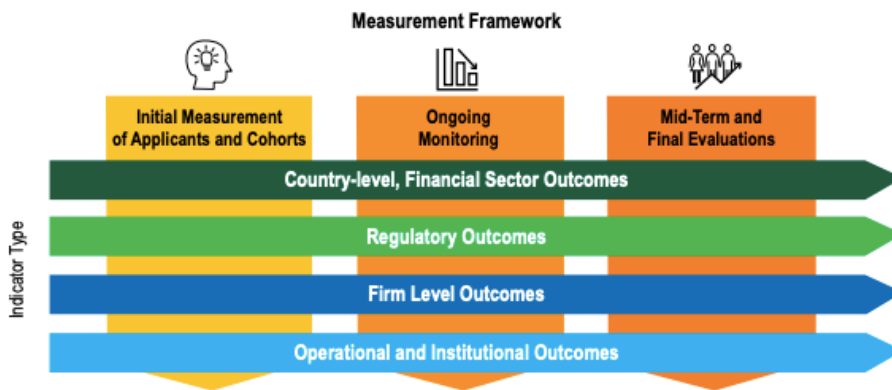 Measurement Framework
Initial Measurement
of Applicants and Cohorts
Ongoing
Monitoring
Mid-Term and
Final Evaluations
Indicator Type
Country-level, Financial Sector Outcomes
Regulatory Outcomes
Firm Level Outcomes
Operational and Institutional Outcomes